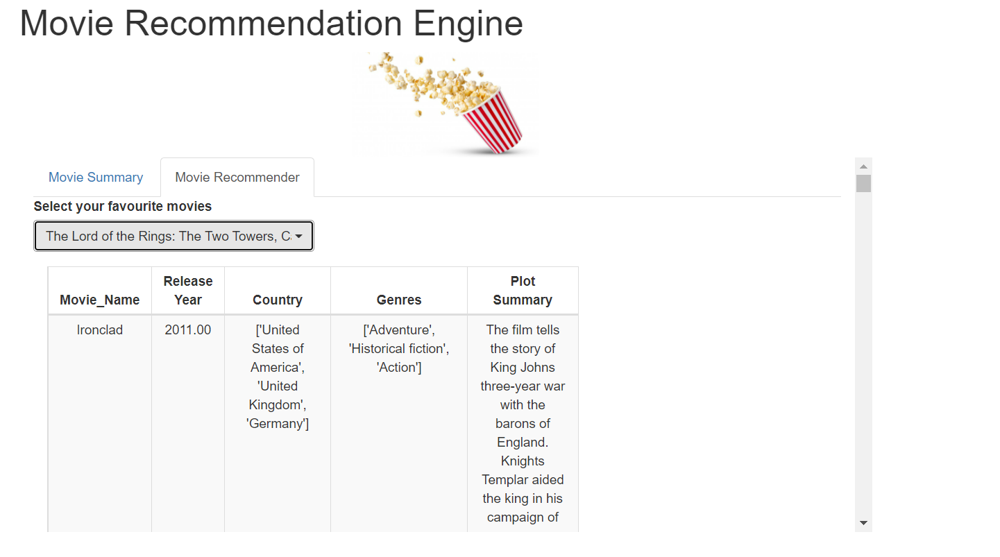 Movie Recommendation Engine
Movie Summary
Movie Recommender
Select your favourite movies
The Lord of the Rings: The Two Towers, C
Movie_Name
Release
Year
Country
Genres
Plot
Summary
Ironclad
2011.00
['United
States of
America',
'United
Kingdom',
'Germany']
['Adventure',
'Historical fiction',
'Action']
The film tells
the story of
King Johns
three-year war
with the
barons of
England.
Knights
Templar aided
the king in his
campaign of